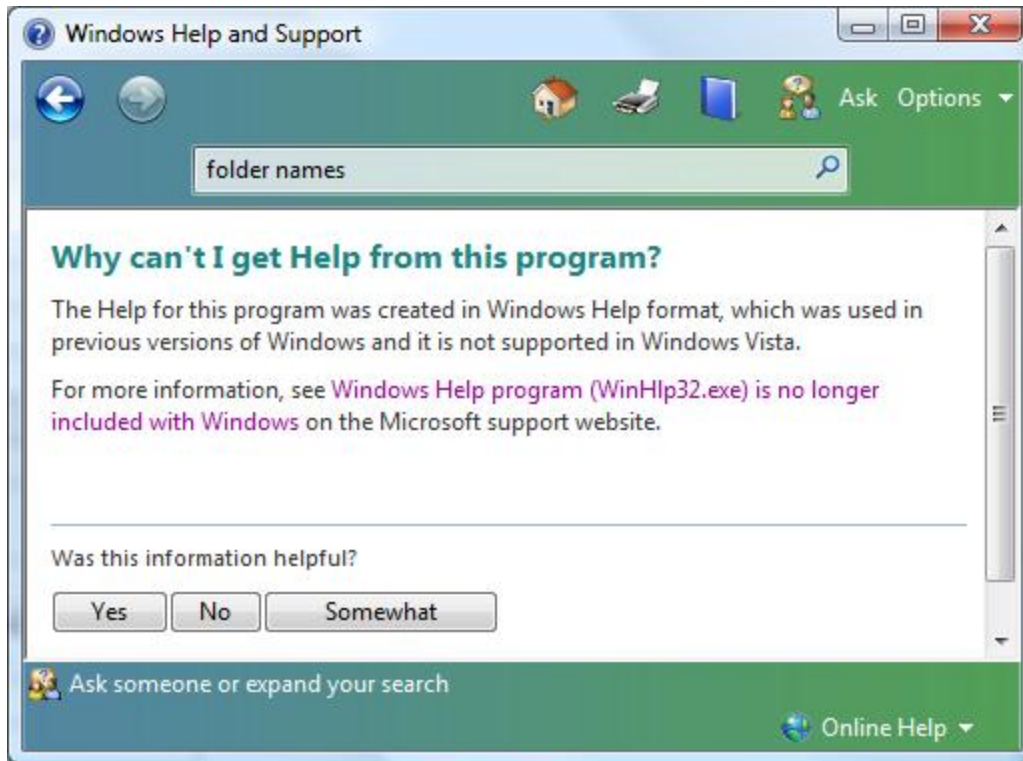 Windows Help and Support
Ask Options
folder names
Why can't I get Help from this program?
The Help for this program was created in Windows Help format, which was used in
previous versions of Windows and it is not supported in Windows Vista.
For more information, see Windows Help program (WinHlp32.exe) is no longer
included with Windows on the Microsoft support website.
Was this information helpful?
Yes No Somewhat
Ask someone or expand your search
Online Help